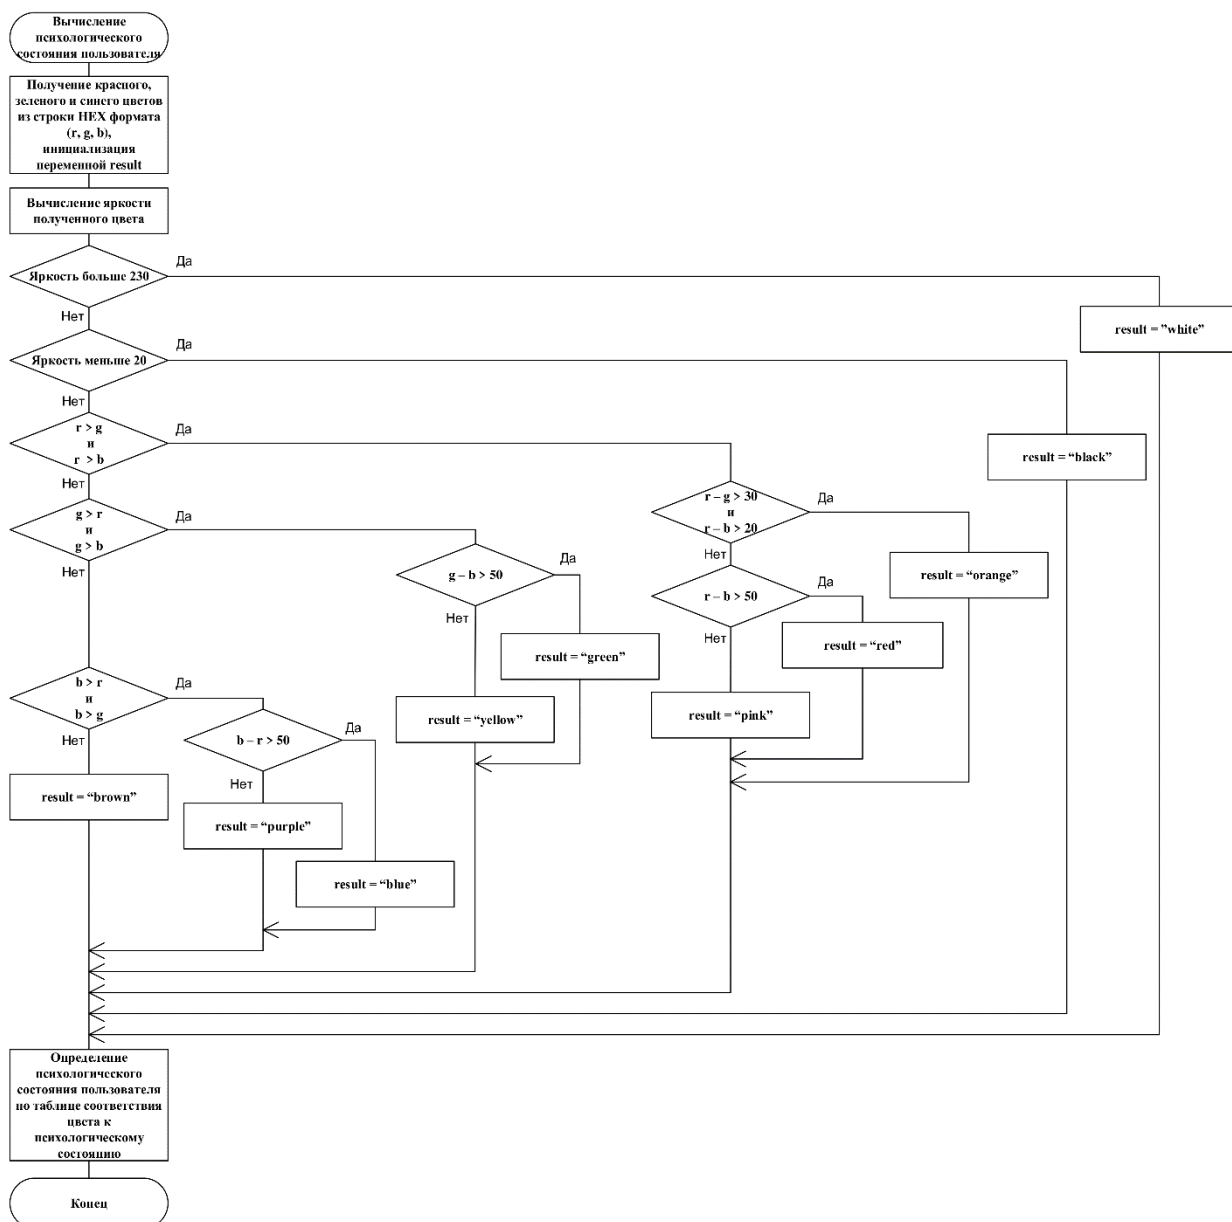 Вычисление
психологического
состояния пользователя
Получение красного,
зеленого и синего цветов
из строки HEX формата
(r, g, b),
инициализация
переменной result
Вычисление яркости
полученного цвета
Яркость больше 230
Да
Нет
result = ”white”
Яркость меньше 20
Да
Нет
result = “black”
r > g
и
r > b
Да
Нет
r – g > 30
и
r – b > 20
Да
Нет
result = “orange”
r – b > 50
Да
Нет
result = “red”
result = “pink”
g > r
и
g > b
Да
Нет
g – b > 50
Да
Нет
result = “green”
result = “yellow”
b > r
и
b > g
Да
Нет
b – r > 50
Да
Нет
result = “brown”
result = “purple”
result = “blue”
Определение
психологического
состояния пользователя
по таблице соответствия
цвета к
психологическому
состоянию
Конец